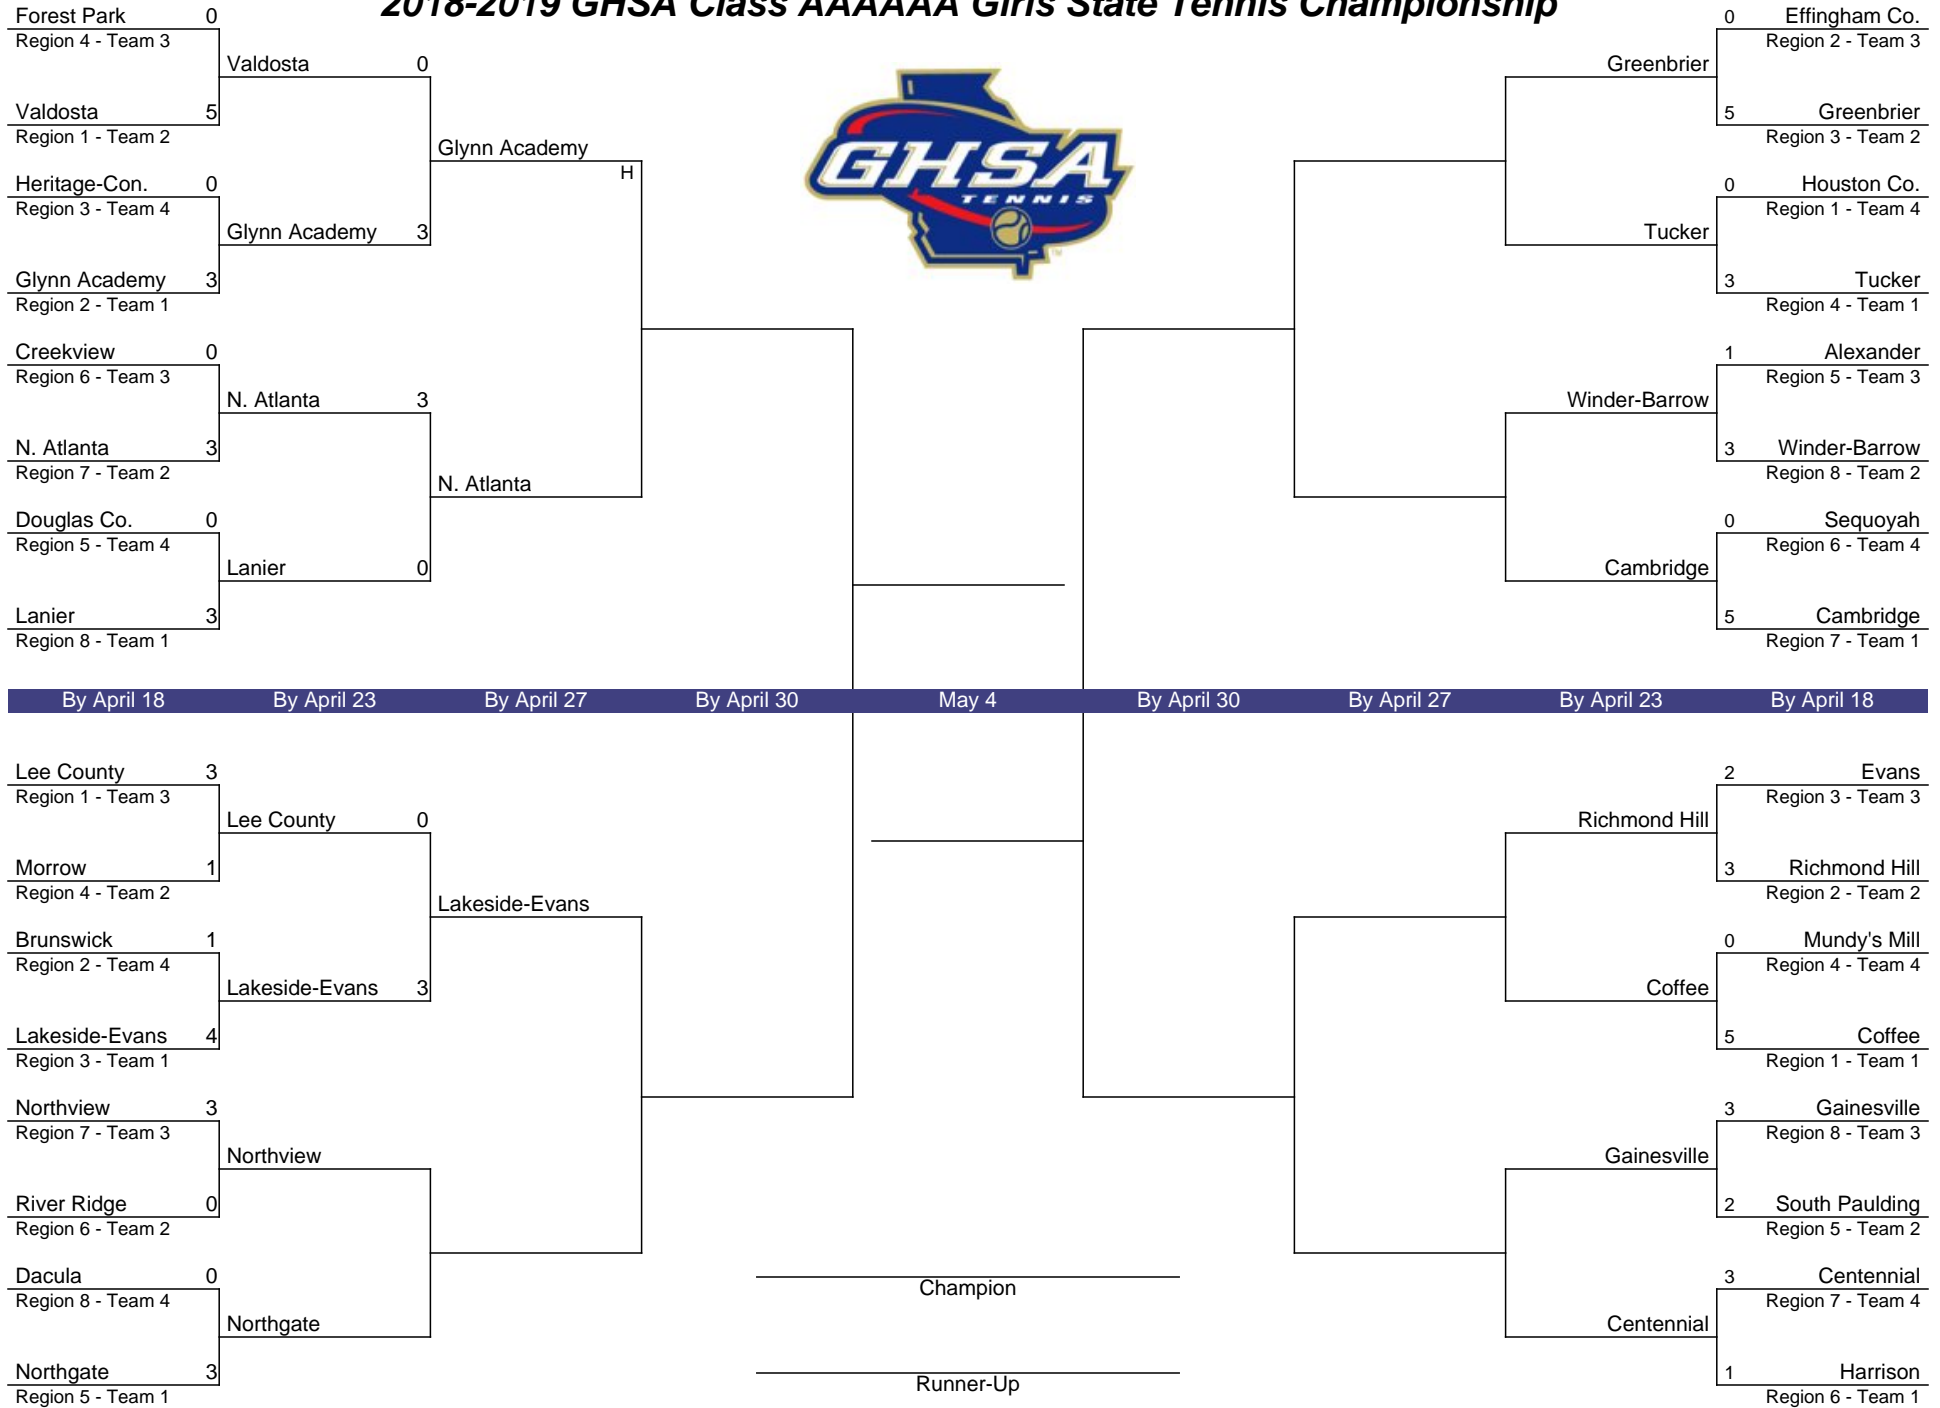 2018-2019 GHSA Class AAAAAA Girls State Tennis Championship
Forest Park 0
Region 4 - Team 3
Valdosta 0
Valdosta 5
Region 1 - Team 2
Glynn Academy
H
Heritage-Con. 0
Region 3 - Team 4
Glynn Academy 3
Glynn Academy 3
Region 2 - Team 1
Creekview 0
Region 6 - Team 3
N. Atlanta 3
N. Atlanta 3
Region 7 - Team 2
N. Atlanta
Douglas Co. 0
Region 5 - Team 4
Lanier 0
Lanier 3
Region 8 - Team 1
GHSA
TENNIS
TM
0 Effingham Co.
Region 2 - Team 3
Greenbrier
5 Greenbrier
Region 3 - Team 2
0 Houston Co.
Region 1 - Team 4
Tucker
3 Tucker
Region 4 - Team 1
1 Alexander
Region 5 - Team 3
Winder-Barrow
3 Winder-Barrow
Region 8 - Team 2
0 Sequoyah
Region 6 - Team 4
Cambridge
5 Cambridge
Region 7 - Team 1
By April 18 By April 23 By April 27 By April 30 May 4 By April 30 By April 27 By April 23 By April 18
Lee County 3
Region 1 - Team 3
Lee County 0
Morrow 1
Region 4 - Team 2
Lakeside-Evans
Brunswick 1
Region 2 - Team 4
Lakeside-Evans 3
Lakeside-Evans 4
Region 3 - Team 1
Northview 3
Region 7 - Team 3
Northview
River Ridge 0
Region 6 - Team 2
Dacula 0
Region 8 - Team 4
Northgate
Northgate 3
Region 5 - Team 1
Champion
Runner-Up
2 Evans
Region 3 - Team 3
Richmond Hill
3 Richmond Hill
Region 2 - Team 2
0 Mundy's Mill
Region 4 - Team 4
Coffee
5 Coffee
Region 1 - Team 1
3 Gainesville
Region 8 - Team 3
Gainesville
2 South Paulding
Region 5 - Team 2
3 Centennial
Region 7 - Team 4
Centennial
1 Harrison
Region 6 - Team 1